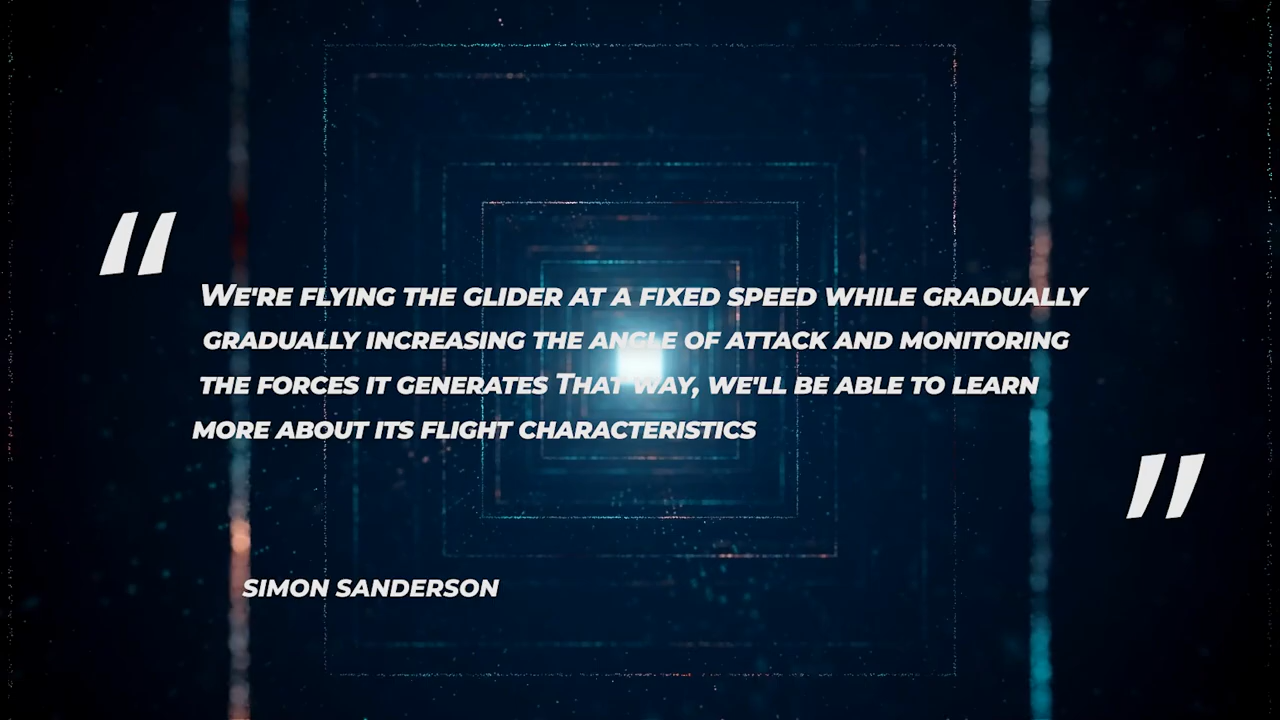 "
We're flying the glider at a fixed speed while gradually
gradually increasing the angle of attack and monitoring
the forces it generates That way, we'll be able to learn
more about its flight characteristics
"
SIMON SANDERSON